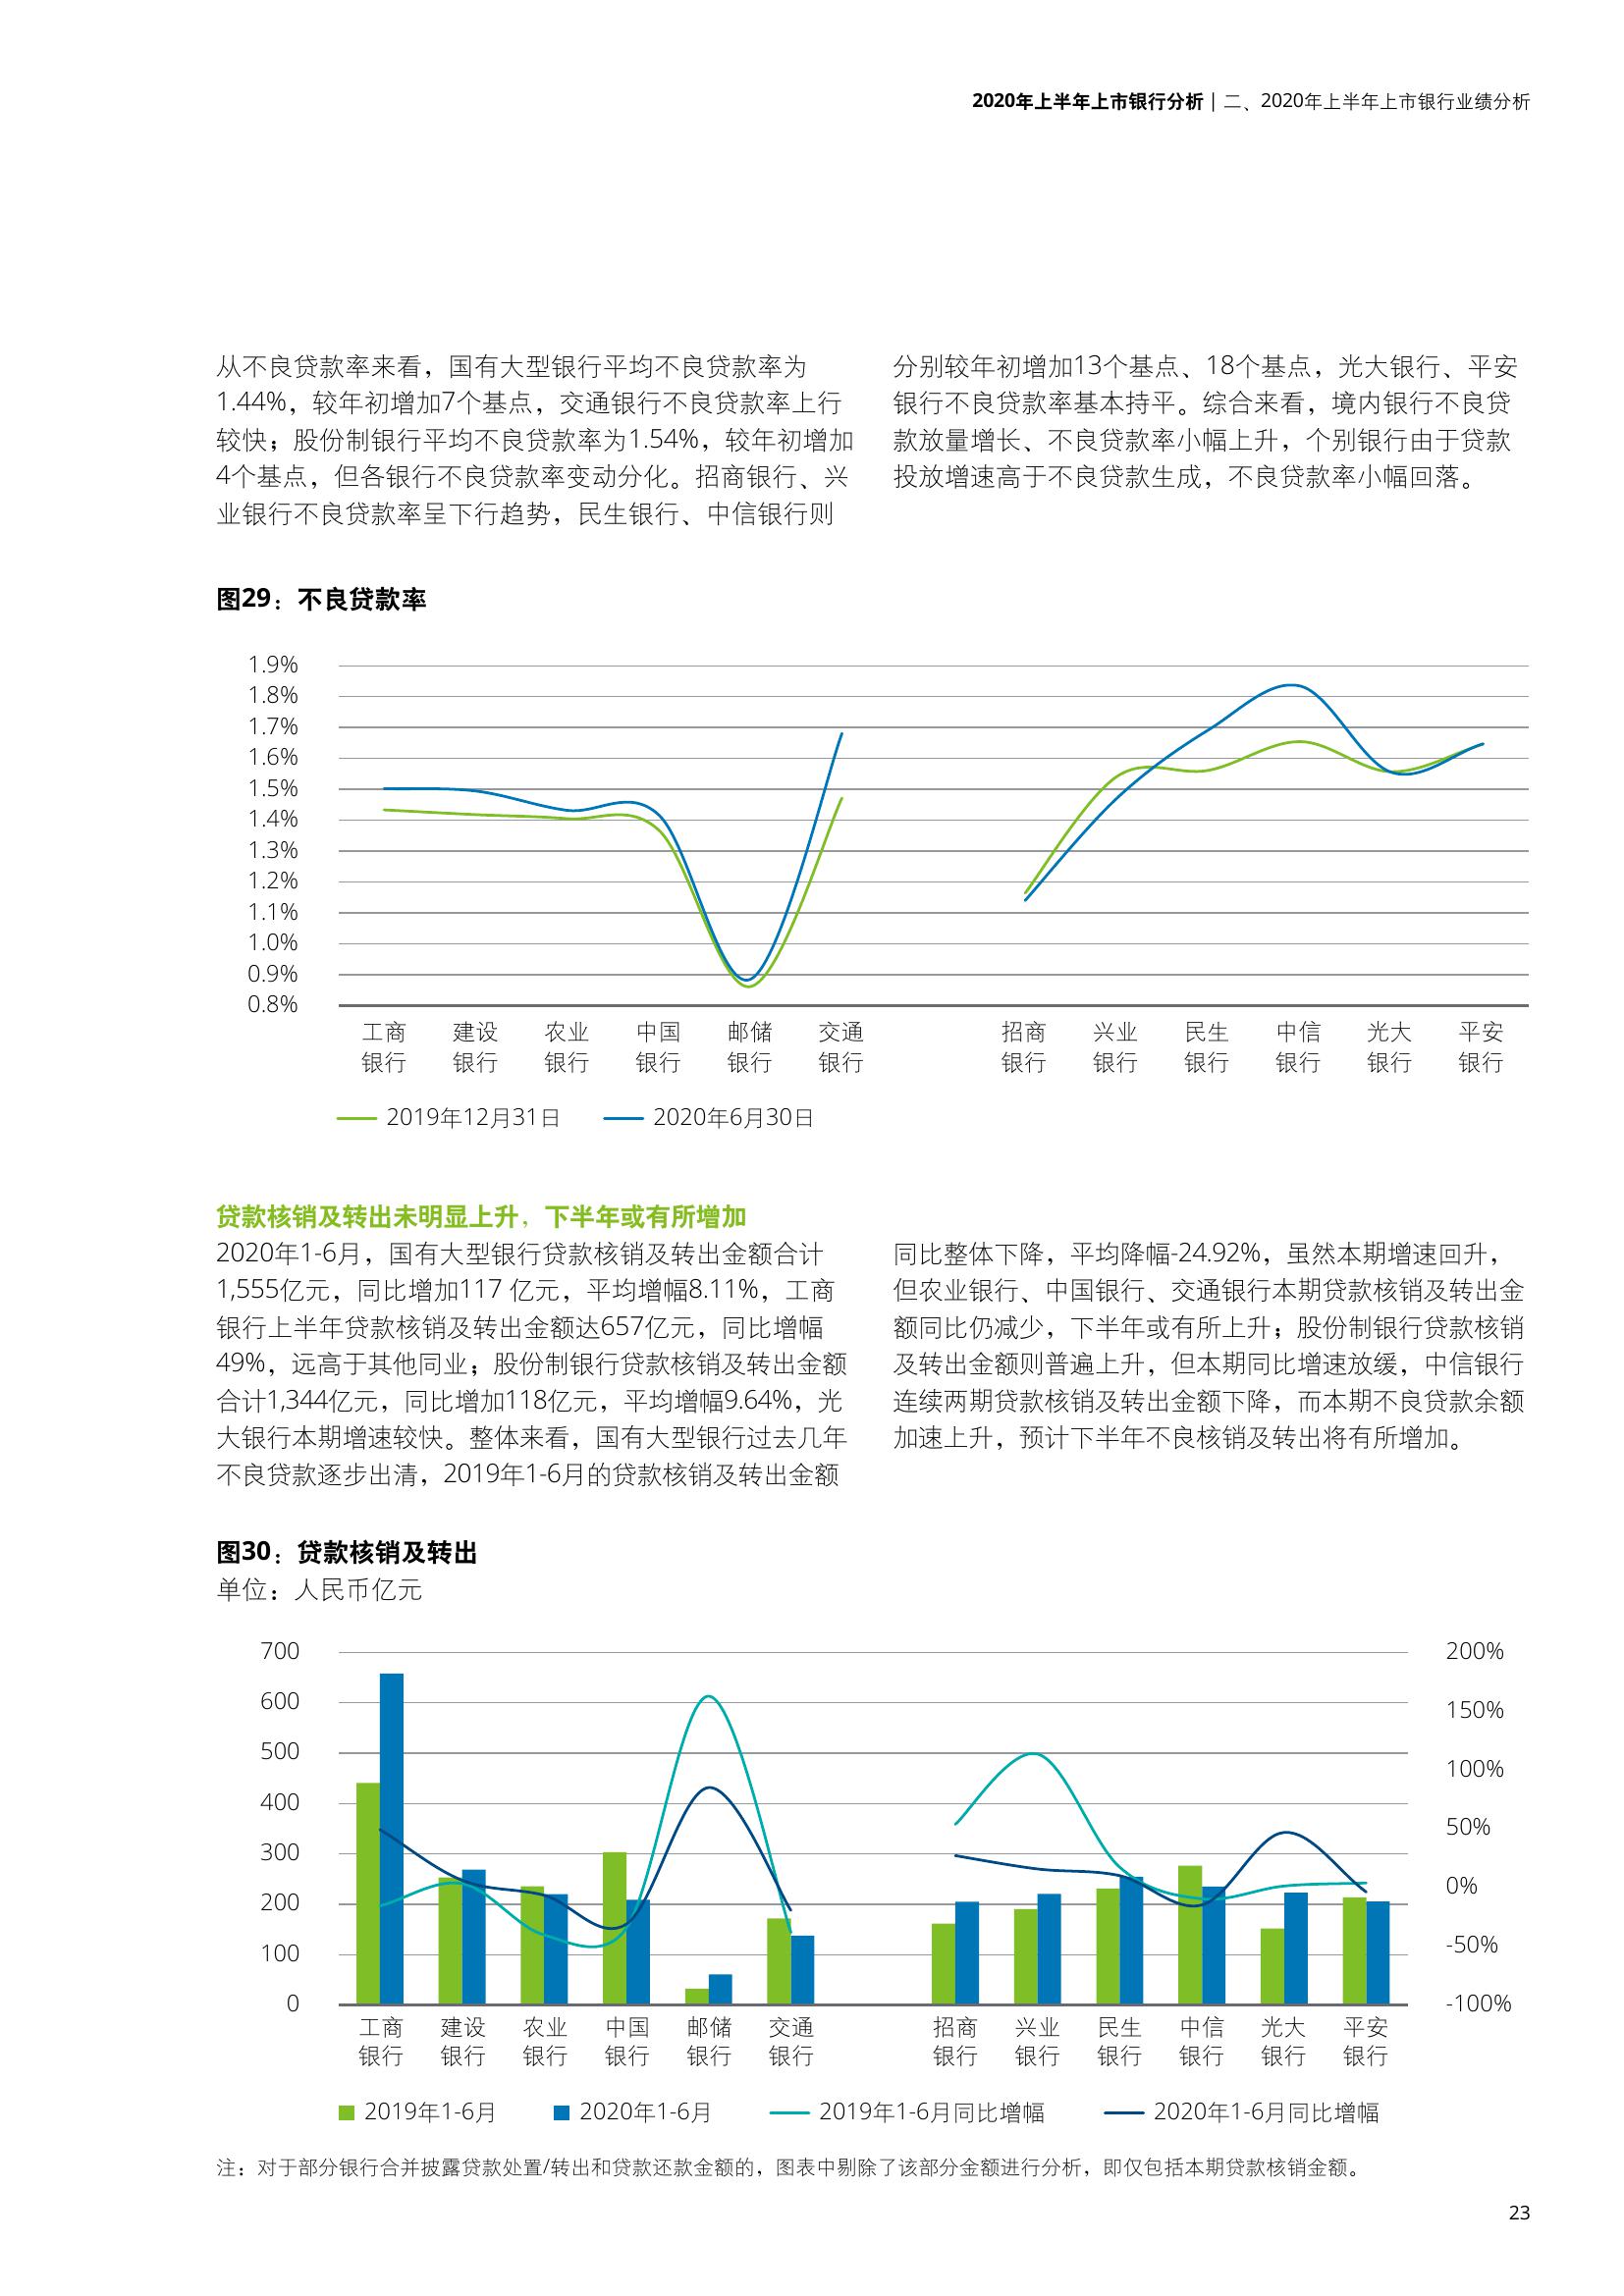 2020年上半年上市银行分析 | 二、2020年上半年上市银行业绩分析
从不良贷款率来看，国有大型银行平均不良贷款率为
1.44%，较年初增加7个基点，交通银行不良贷款率上行
较快；股份制银行平均不良贷款率为1.54%，较年初增加
4个基点，但各银行不良贷款率变动分化。招商银行、兴
业银行不良贷款率呈下行趋势，民生银行、中信银行则
分别较年初增加13个基点、18个基点，光大银行、平安
银行不良贷款率基本持平。综合来看，境内银行不良贷
款放量增长、不良贷款率小幅上升，个别银行由于贷款
投放增速高于不良贷款生成，不良贷款率小幅回落。
图29：不良贷款率
1.9%
1.8%
1.7%
1.6%
1.5%
1.4%
1.3%
1.2%
1.1%
1.0%
0.9%
0.8%
工商 建设 农业 中国 邮储 交通 招商 兴业 民生 中信 光大 平安
银行 银行 银行 银行 银行 银行 银行 银行 银行 银行 银行 银行
2019年12月31日 2020年6月30日
贷款核销及转出未明显上升，下半年或有所增加
2020年1-6月，国有大型银行贷款核销及转出金额合计
1,555亿元，同比增加117 亿元，平均增幅8.11%，工商
银行上半年贷款核销及转出金额达657亿元，同比增幅
49%，远高于其他同业；股份制银行贷款核销及转出金额
合计1,344亿元，同比增加118亿元，平均增幅9.64%，光
大银行本期增速较快。整体来看，国有大型银行过去几年
不良贷款逐步出清，2019年1-6月的贷款核销及转出金额
同比整体下降，平均降幅-24.92%，虽然本期增速回升，
但农业银行、中国银行、交通银行本期贷款核销及转出金
额同比仍减少，下半年或有所上升；股份制银行贷款核销
及转出金额则普遍上升，但本期同比增速放缓，中信银行
连续两期贷款核销及转出金额下降，而本期不良贷款余额
加速上升，预计下半年不良核销及转出将有所增加。
图30：贷款核销及转出
单位：人民币亿元
700
600
500
400
300
200
100
0
200%
150%
100%
50%
0%
-50%
-100%
工商 建设 农业 中国 邮储 交通 招商 兴业 民生 中信 光大 平安
银行 银行 银行 银行 银行 银行 银行 银行 银行 银行 银行 银行
2019年1-6月 2020年1-6月 2019年1-6月同比增幅 2020年1-6月同比增幅
注：对于部分银行合并披露贷款处置/转出和贷款还款金额的，图表中剔除了该部分金额进行分析，即仅包括本期贷款核销金额。
23